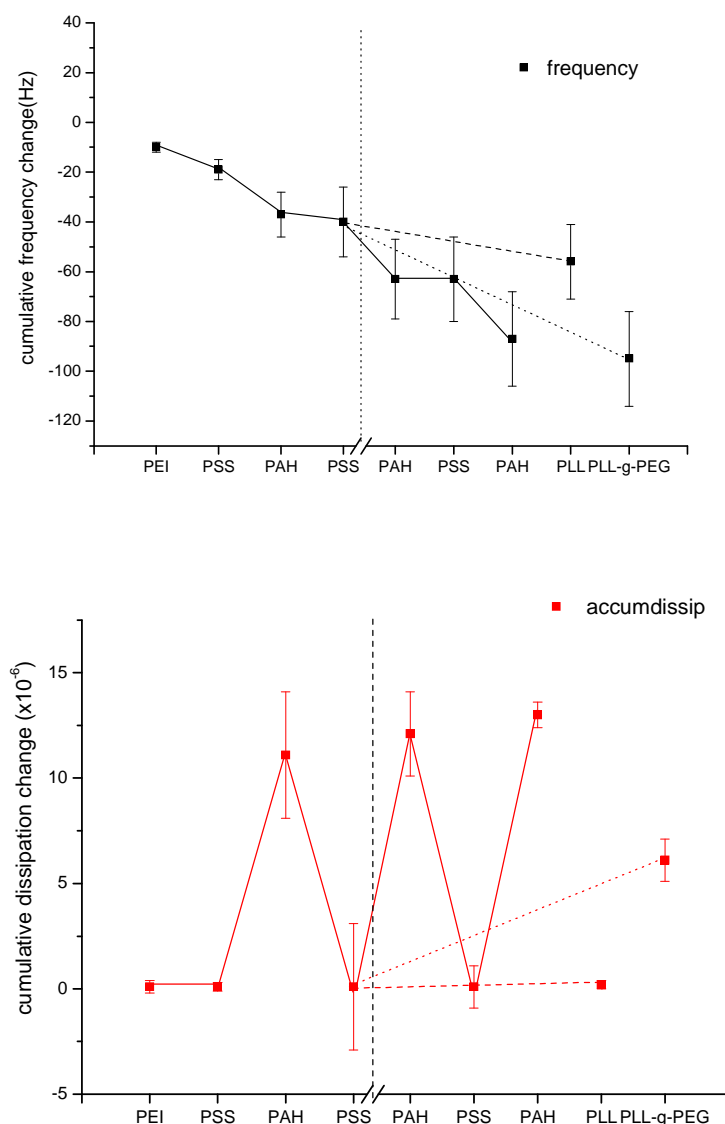 40
frequency
20
0
-20
-40
-60
-80
-100
-120
cumulative frequency change(Hz)
PEI PSS PAH PSS PAH PSS PAH PLL PLL-g-PEG
accumdissip
15
10
5
0
-5
cumulative dissipation change (x10-6)
PEI PSS PAH PSS PAH PSS PAH PLL PLL-g-PEG